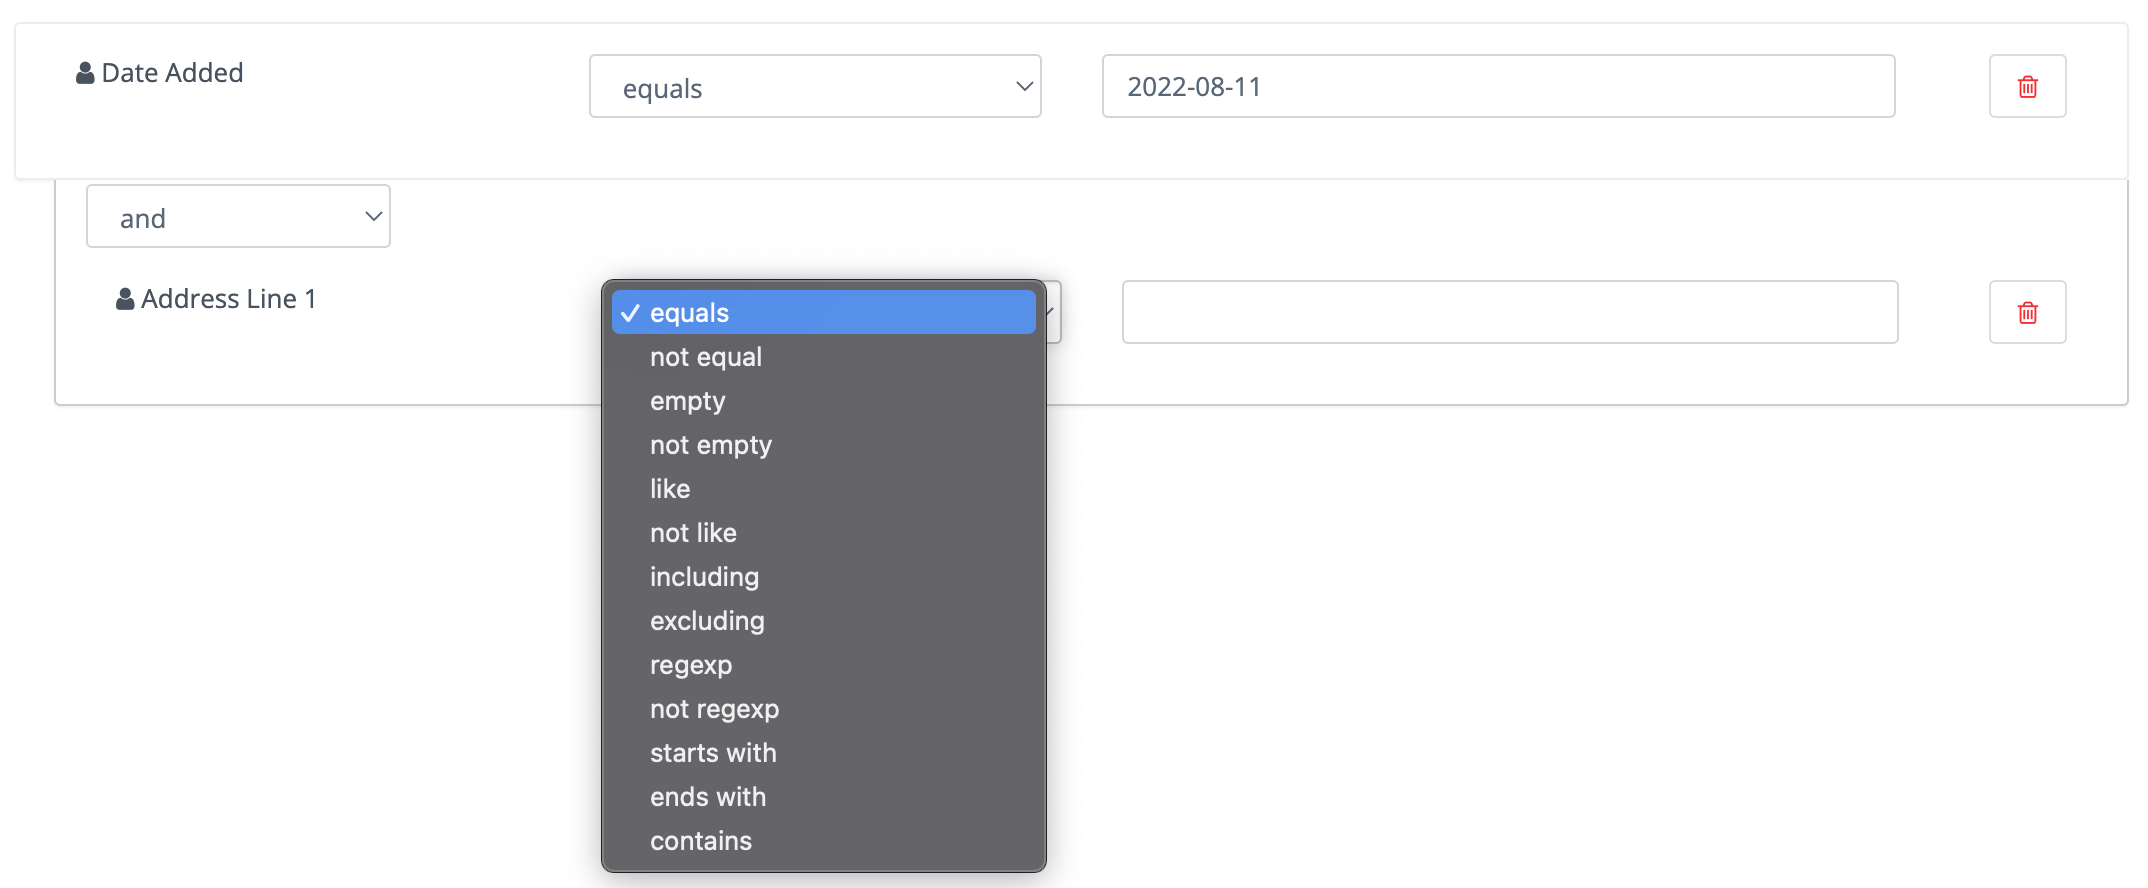 Date Added
equals
2022-08-11
and
Address Line 1
equals
not equal
empty
not empty
like
not like
including
excluding
regexp
not regexp
starts with
ends with
contains